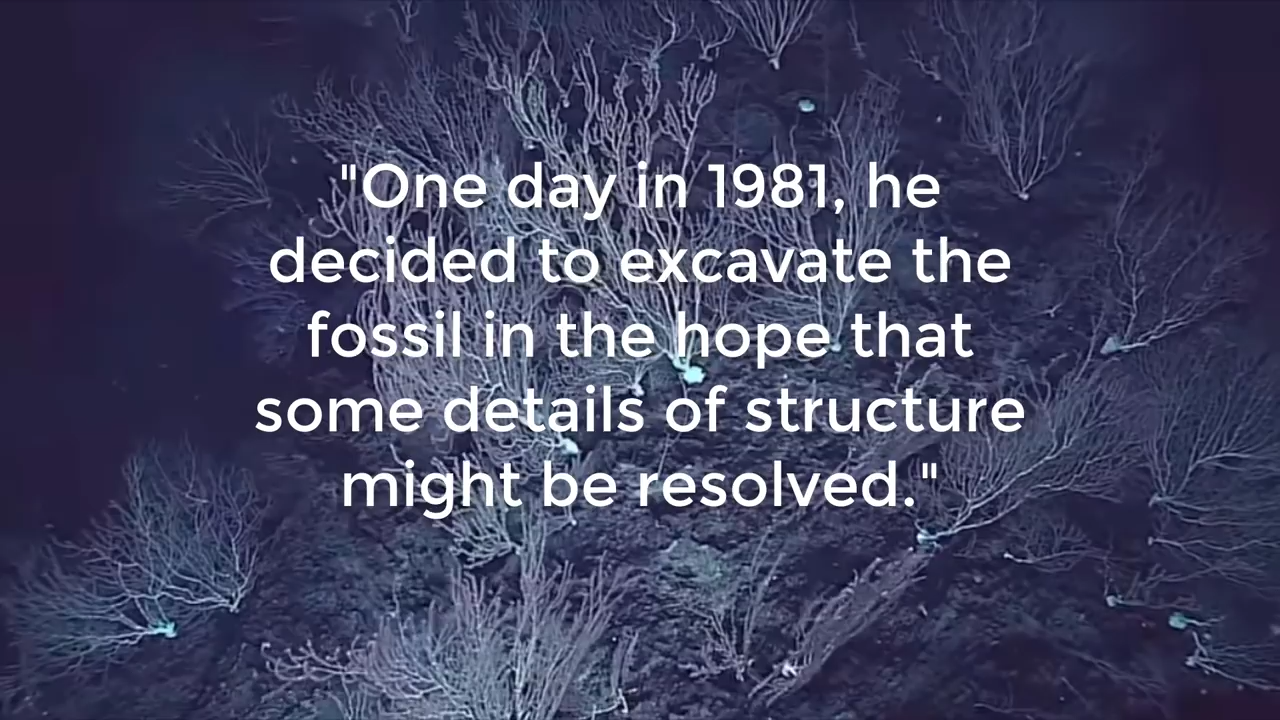 "One day in 1981, he
decided to excavate the
fossil in the hope that
some details of structure
might be resolved."